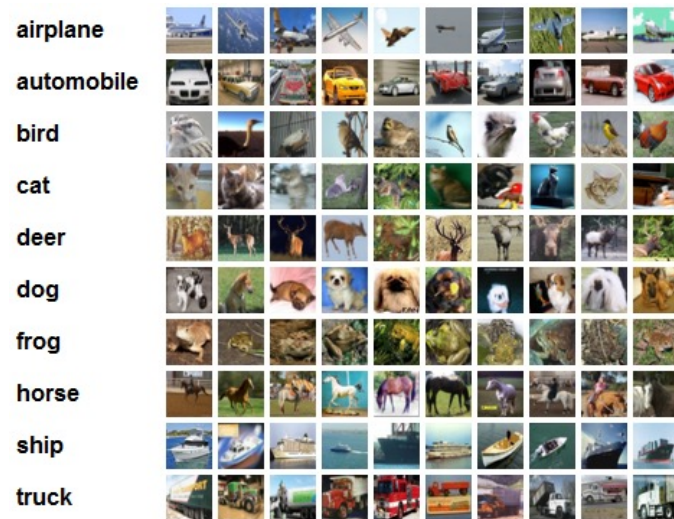 airplane
automobile
bird
cat
deer
dog
frog
horse
ship
truck